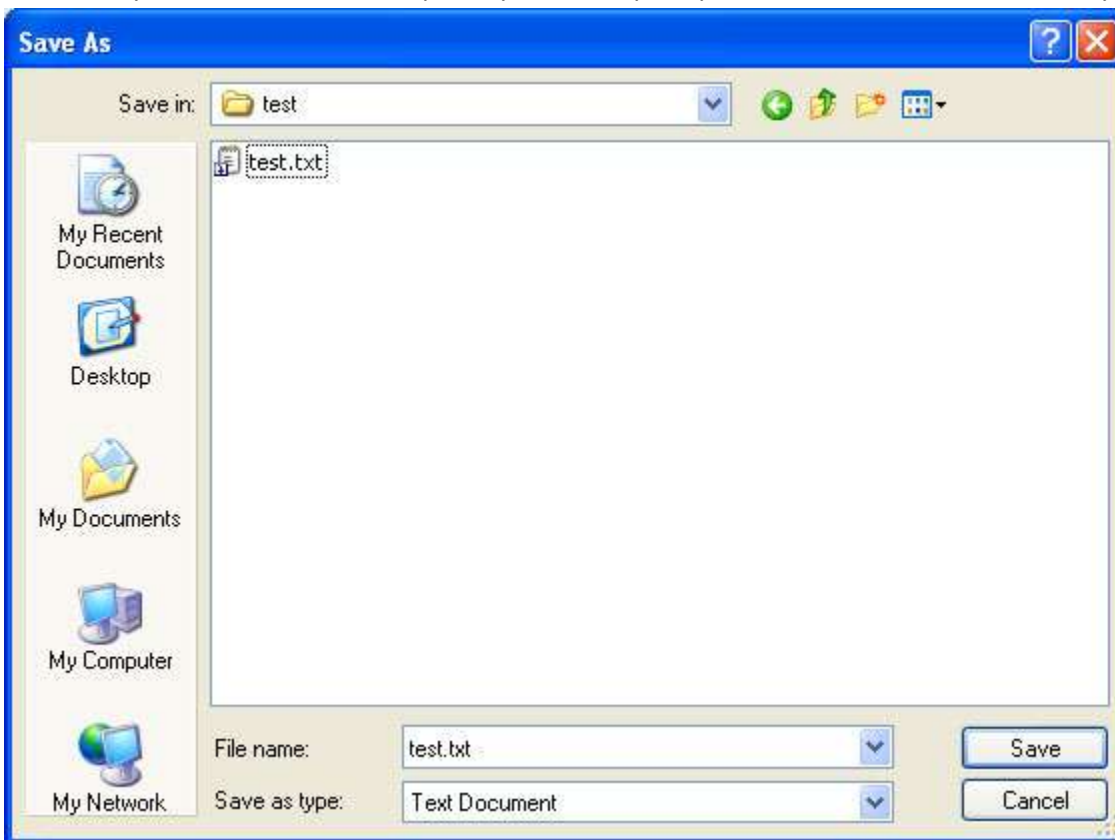 Save As
Save in:
test
test.txt
My Recent
Documents
Desktop
My Documents
My Computer
My Network
File name:
test.txt
Save
Save as type:
Text Document
Cancel